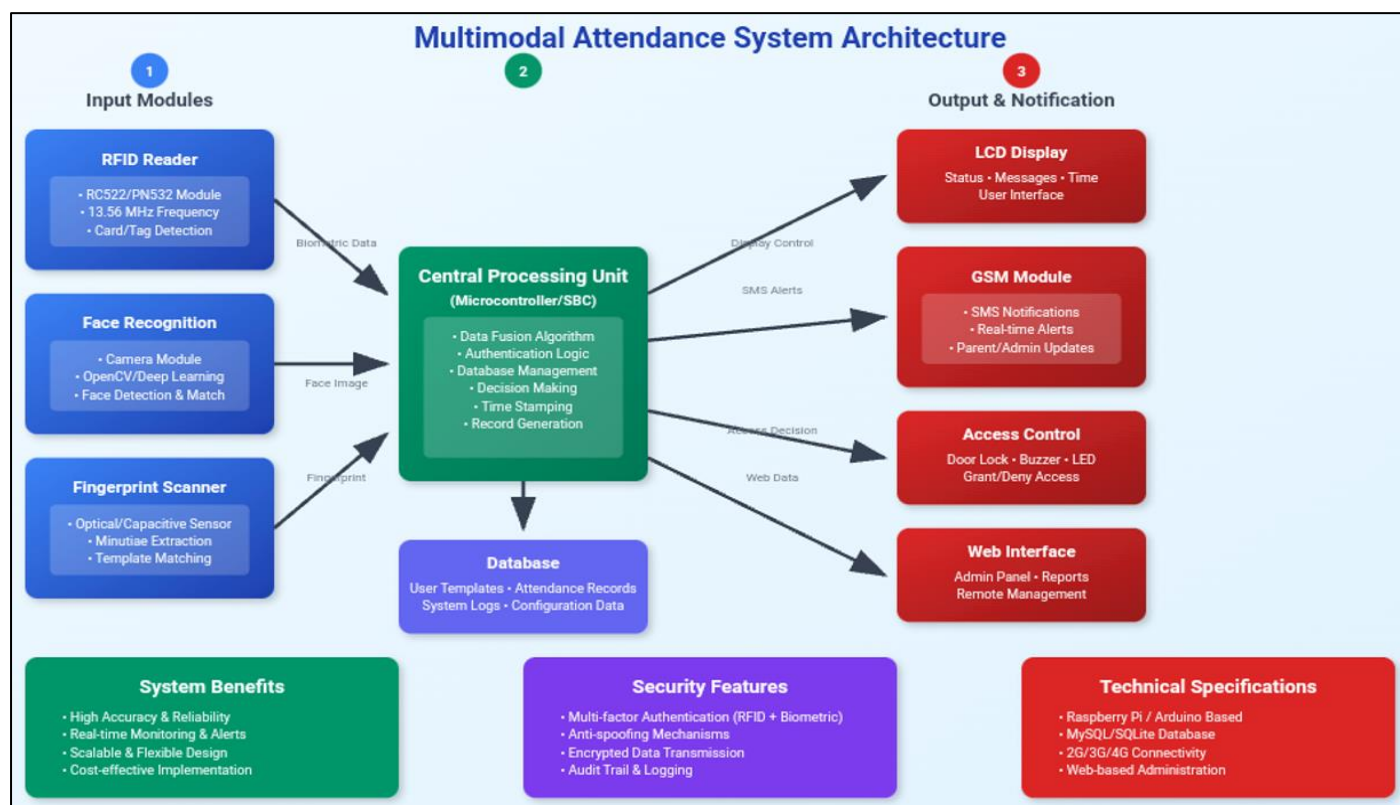 Multimodal Attendance System Architecture
1
2
3
Input Modules
Output & Notification
RFID Reader
• RC522/PN532 Module
• 13.56 MHz Frequency
• Card/Tag Detection
Biometric Data
Face Recognition
• Camera Module
• OpenCV/Deep Learning
• Face Detection & Match
Face Image
Fingerprint Scanner
• Optical/Capacitive Sensor
• Minutiae Extraction
• Template Matching
Fingerprint
Central Processing Unit
(Microcontroller/SBC)
• Data Fusion Algorithm
• Authentication Logic
• Database Management
• Decision Making
• Time Stamping
• Record Generation
Database
User Templates • Attendance Records
System Logs • Configuration Data
Display Control
SMS Alerts
Access Decision
Web Data
LCD Display
Status • Messages • Time
User Interface
GSM Module
• SMS Notifications
• Real-time Alerts
• Parent/Admin Updates
Access Control
Door Lock • Buzzer • LED
Grant/Deny Access
Web Interface
Admin Panel • Reports
Remote Management
System Benefits
• High Accuracy & Reliability
• Real-time Monitoring & Alerts
• Scalable & Flexible Design
• Cost-effective Implementation
Security Features
• Multi-factor Authentication (RFID + Biometric)
• Anti-spoofing Mechanisms
• Encrypted Data Transmission
• Audit Trail & Logging
Technical Specifications
• Raspberry Pi / Arduino Based
• MySQL/SQLite Database
• 2G/3G/4G Connectivity
• Web-based Administration